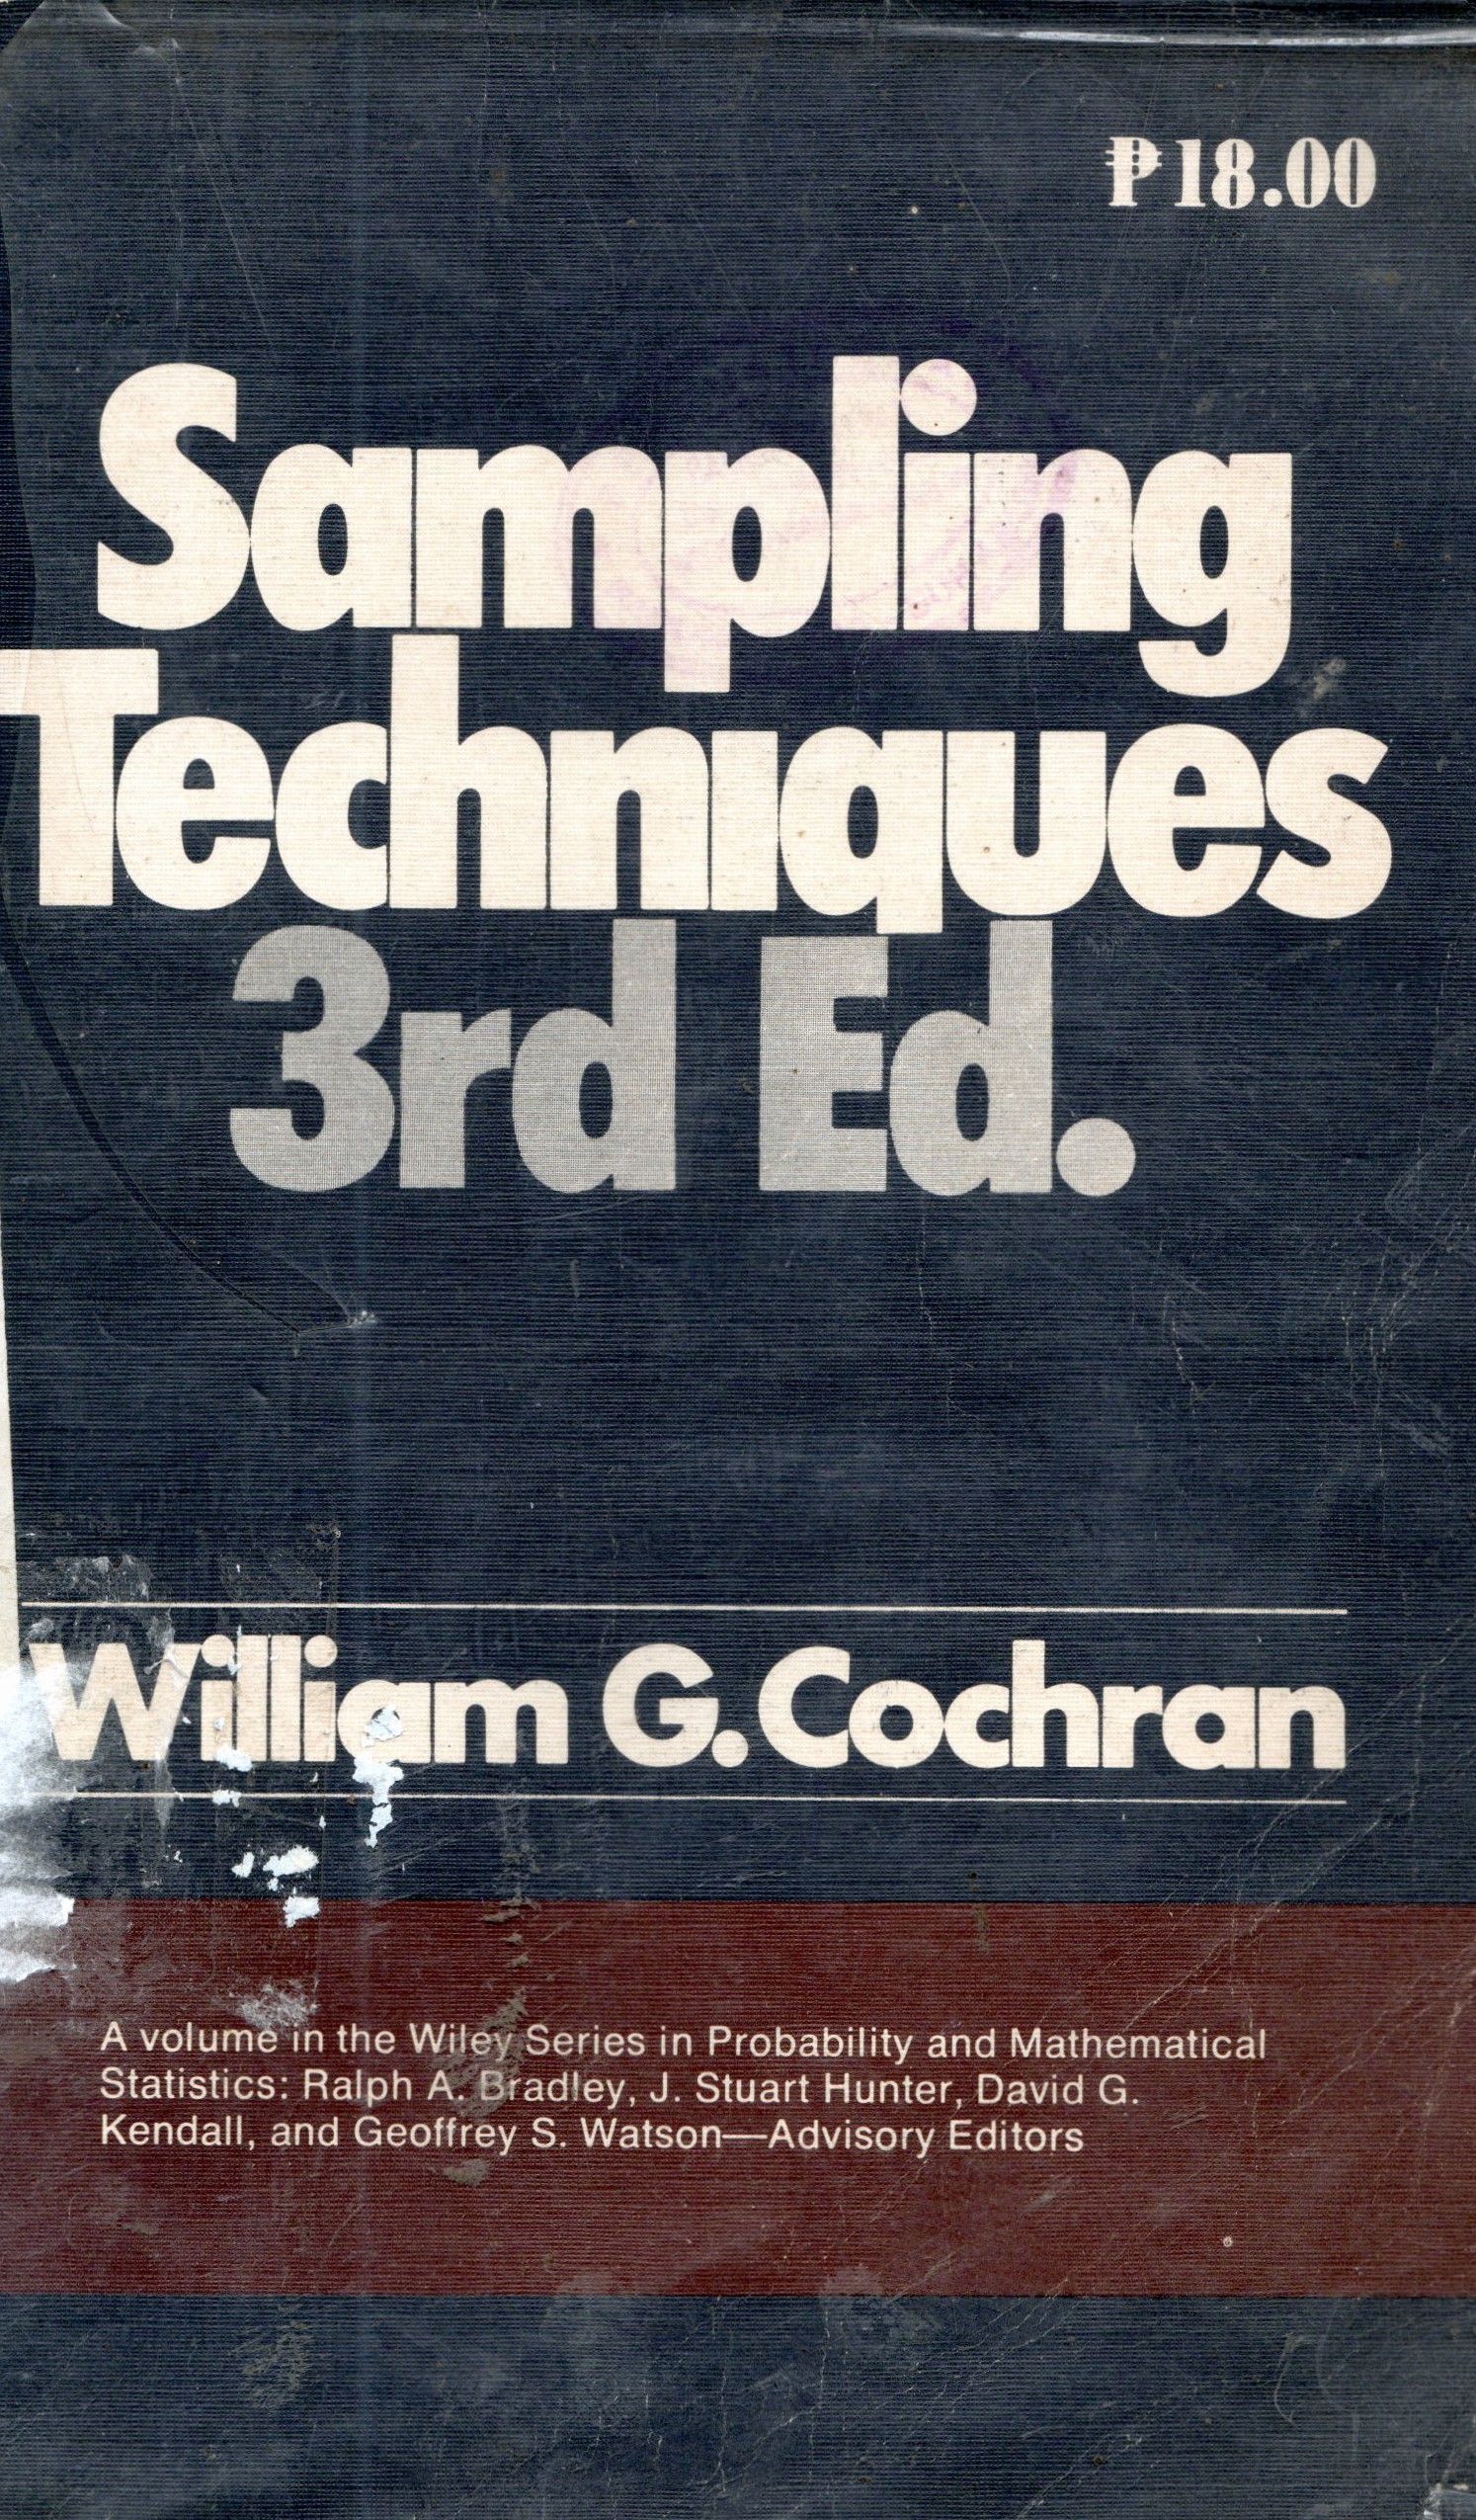 ₱18.00
Sampling
Techniques
3rd Ed.
William G. Cochran
A volume in the Wiley Series in Probability and Mathematical
Statistics: Ralph A. Bradley, J. Stuart Hunter, David G.
Kendall, and Geoffrey S. Watson—Advisory Editors